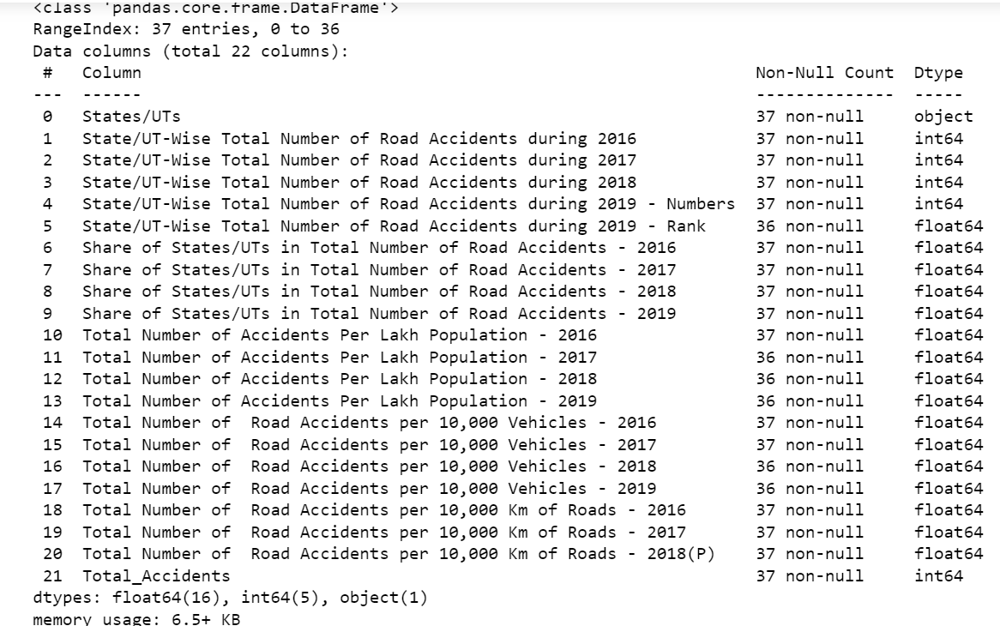 <class 'pandas.core.frame.DataFrame'>
RangeIndex: 37 entries, 0 to 36
Data columns (total 22 columns):
 #   Column                                                              Non-Null Count  Dtype
---  ------                                                              --------------  -----
 0   States/UTs                                                          37 non-null     object
 1   State/UT-Wise Total Number of Road Accidents during 2016            37 non-null     int64
 2   State/UT-Wise Total Number of Road Accidents during 2017            37 non-null     int64
 3   State/UT-Wise Total Number of Road Accidents during 2018            37 non-null     int64
 4   State/UT-Wise Total Number of Road Accidents during 2019 - Numbers  37 non-null     int64
 5   State/UT-Wise Total Number of Road Accidents during 2019 - Rank     36 non-null     float64
 6   Share of States/UTs in Total Number of Road Accidents - 2016        37 non-null     float64
 7   Share of States/UTs in Total Number of Road Accidents - 2017        37 non-null     float64
 8   Share of States/UTs in Total Number of Road Accidents - 2018        37 non-null     float64
 9   Share of States/UTs in Total Number of Road Accidents - 2019        37 non-null     float64
 10  Total Number of Accidents Per Lakh Population - 2016                37 non-null     float64
 11  Total Number of Accidents Per Lakh Population - 2017                36 non-null     float64
 12  Total Number of Accidents Per Lakh Population - 2018                36 non-null     float64
 13  Total Number of Accidents Per Lakh Population - 2019                36 non-null     float64
 14  Total Number of  Road Accidents per 10,000 Vehicles - 2016          37 non-null     float64
 15  Total Number of  Road Accidents per 10,000 Vehicles - 2017          37 non-null     float64
 16  Total Number of  Road Accidents per 10,000 Vehicles - 2018          36 non-null     float64
 17  Total Number of  Road Accidents per 10,000 Vehicles - 2019          36 non-null     float64
 18  Total Number of  Road Accidents per 10,000 Km of Roads - 2016       37 non-null     float64
 19  Total Number of  Road Accidents per 10,000 Km of Roads - 2017       37 non-null     float64
 20  Total Number of  Road Accidents per 10,000 Km of Roads - 2018(P)    37 non-null     float64
 21  Total_Accidents                                                     37 non-null     int64
dtypes: float64(16), int64(5), object(1)
memory usage: 6.5+ KB